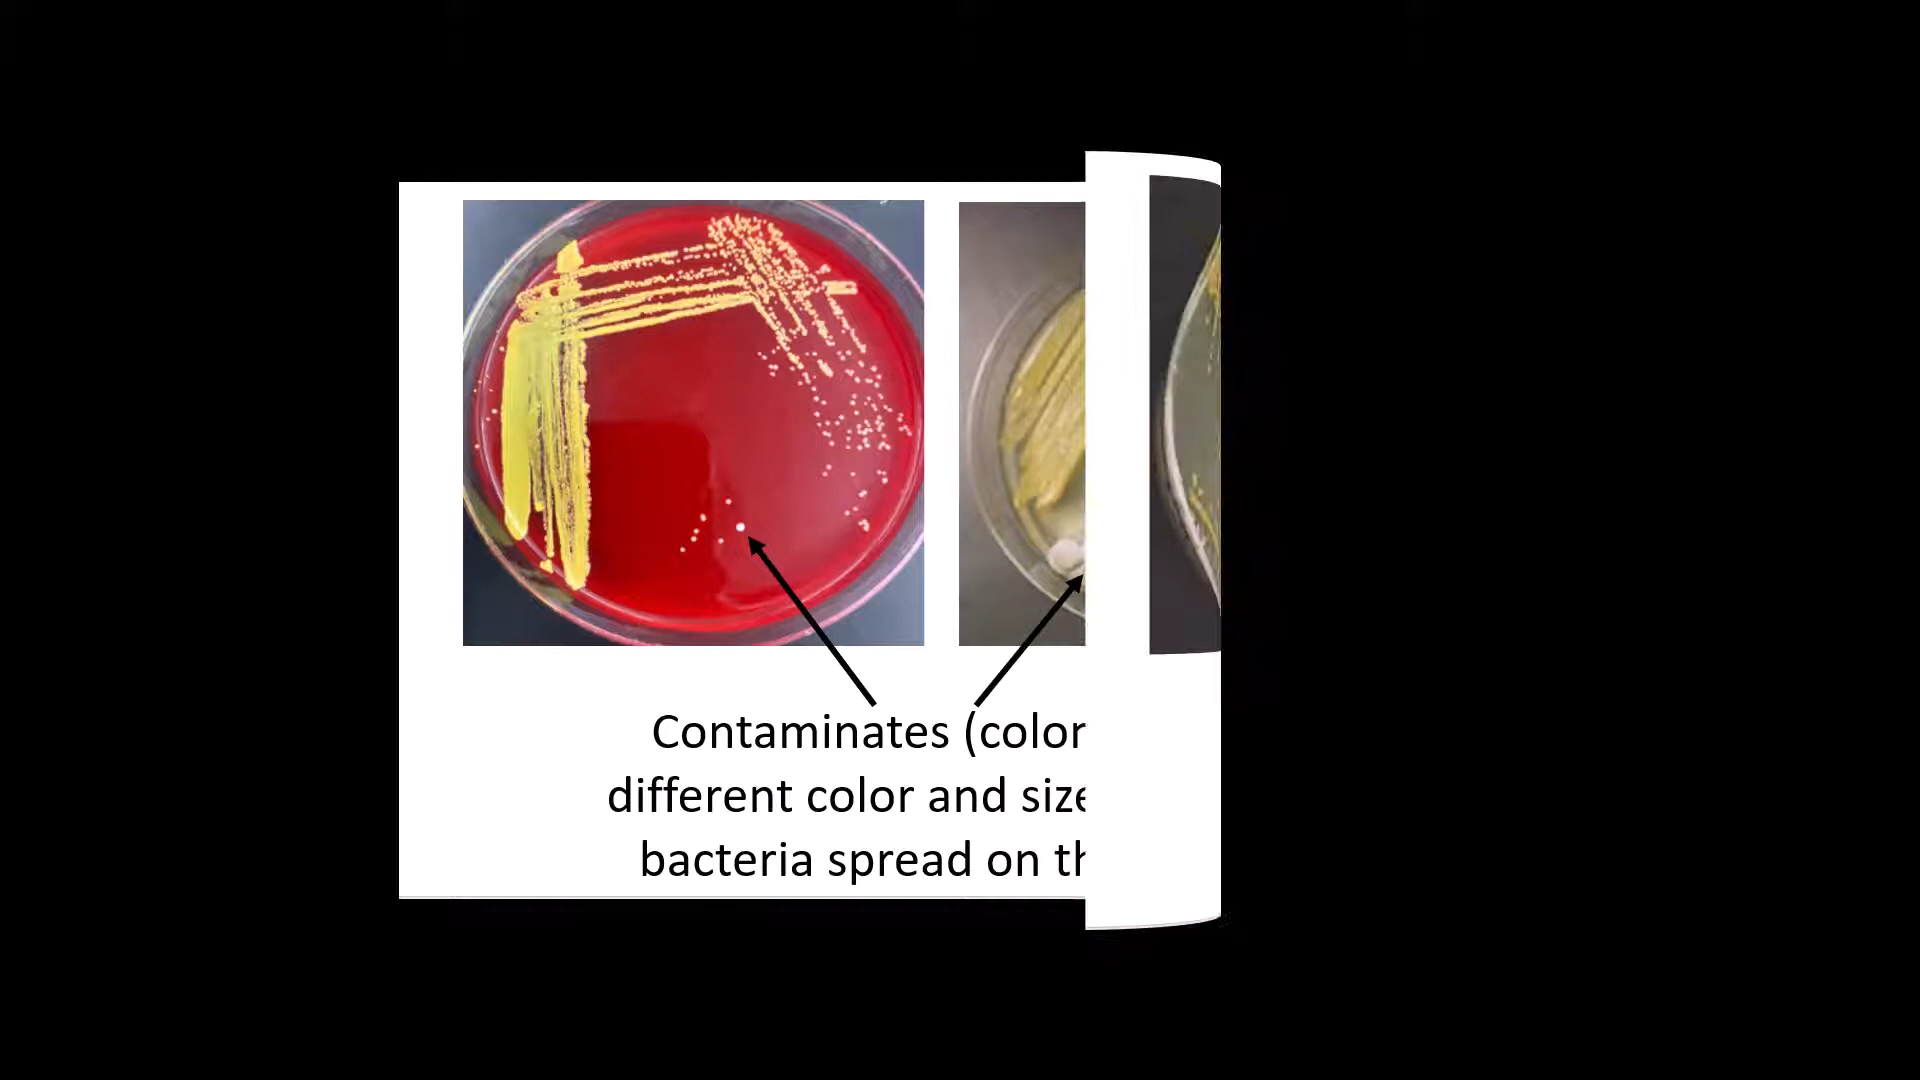 Contaminates (color
different color and size
bacteria spread on th